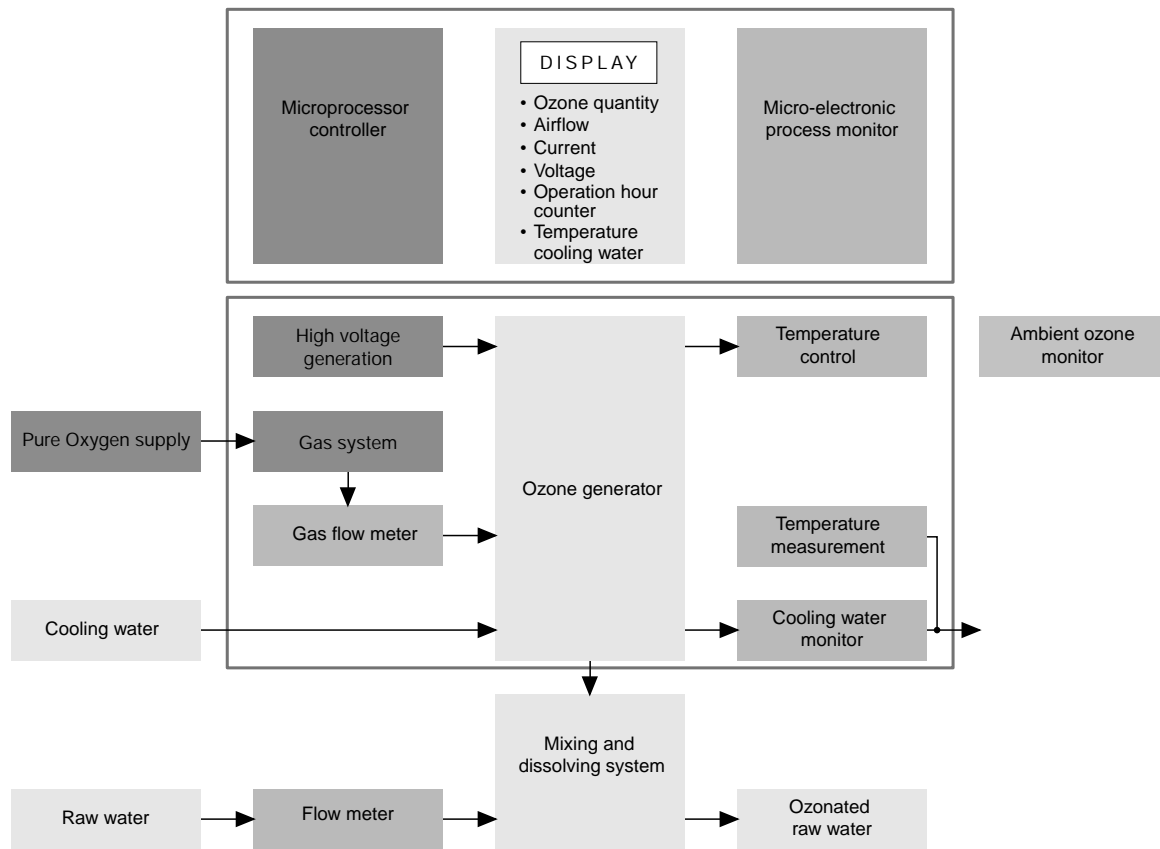 Microprocessor
controller
DISPLAY
• Ozone quantity
• Airflow
• Current
• Voltage
• Operation hour
counter
• Temperature
cooling water
Micro-electronic
process monitor
High voltage
generation
Temperature
control
Ambient ozone
monitor
Pure Oxygen supply
Gas system
Ozone generator
Gas flow meter
Temperature
measurement
Cooling water
Cooling water
monitor
Mixing and
dissolving system
Raw water
Flow meter
Ozonated
raw water